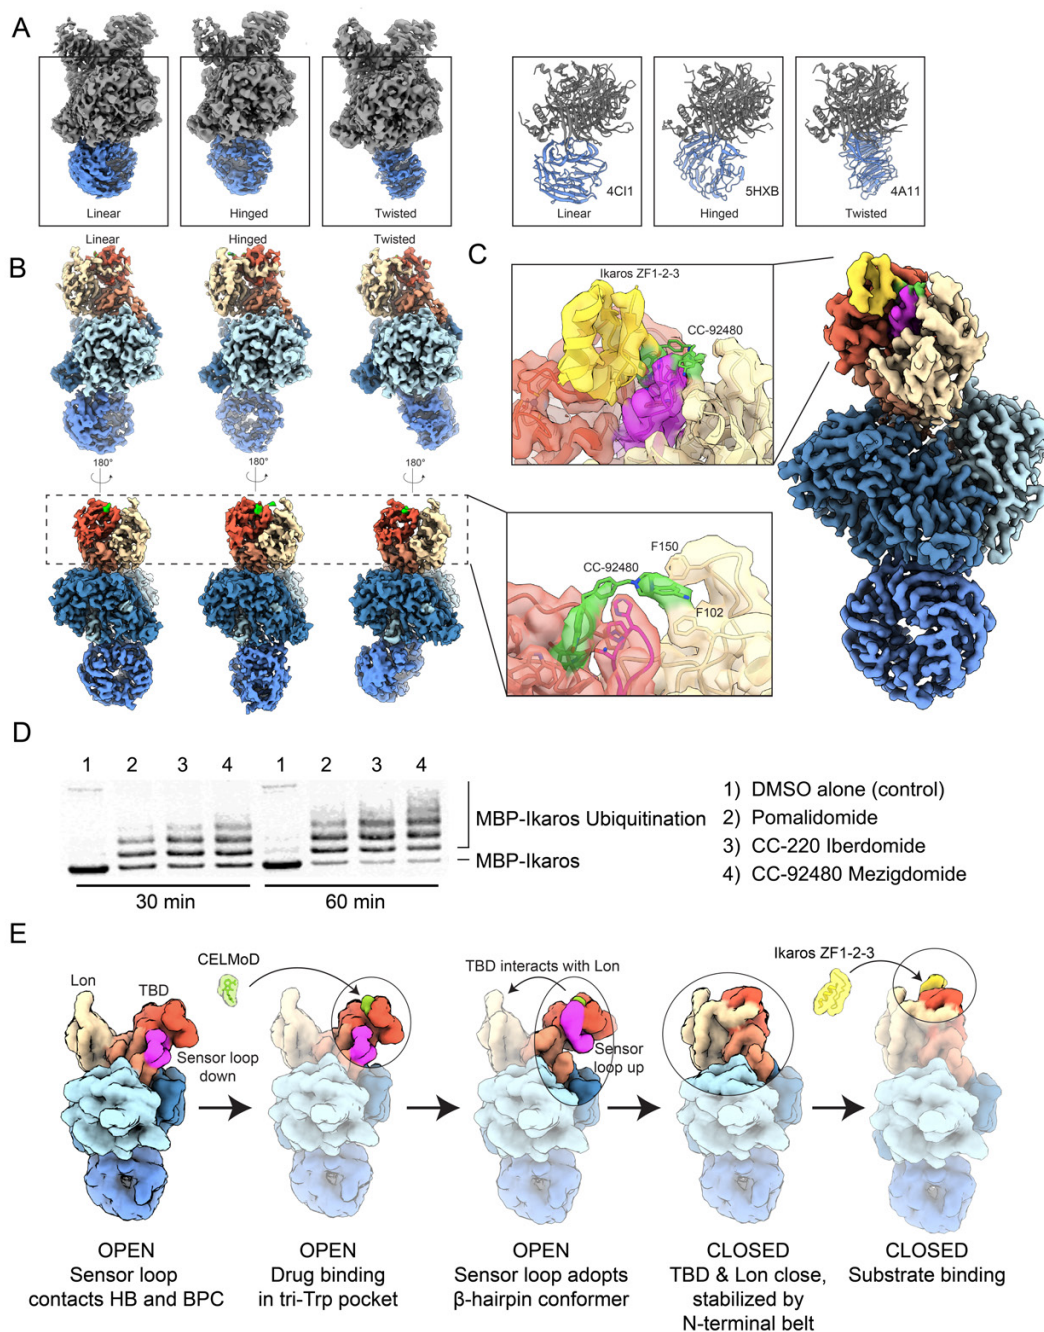 A
Linear
Hinged
Twisted
4CI1
Linear
5HXB
Hinged
4A11
Twisted
B
Linear
Hinged
Twisted
180°
180°
180°
C
Ikaros ZF1-2-3
CC-92480
F150
CC-92480
F102
D
1 2 3 4 1 2 3 4
MBP-Ikaros Ubiquitination
MBP-Ikaros
30 min
60 min
1) DMSO alone (control)
2) Pomalidomide
3) CC-220 Iberdomide
4) CC-92480 Mezigdomide
E
Lon
TBD
Sensor loop
down
CELMoD
TBD interacts with Lon
Sensor
loop up
Ikaros ZF1-2-3
OPEN
Sensor loop
contacts HB and BPC
OPEN
Drug binding
in tri-Trp pocket
OPEN
Sensor loop adopts
β-hairpin conformer
CLOSED
TBD & Lon close,
stabilized by
N-terminal belt
CLOSED
Substrate binding